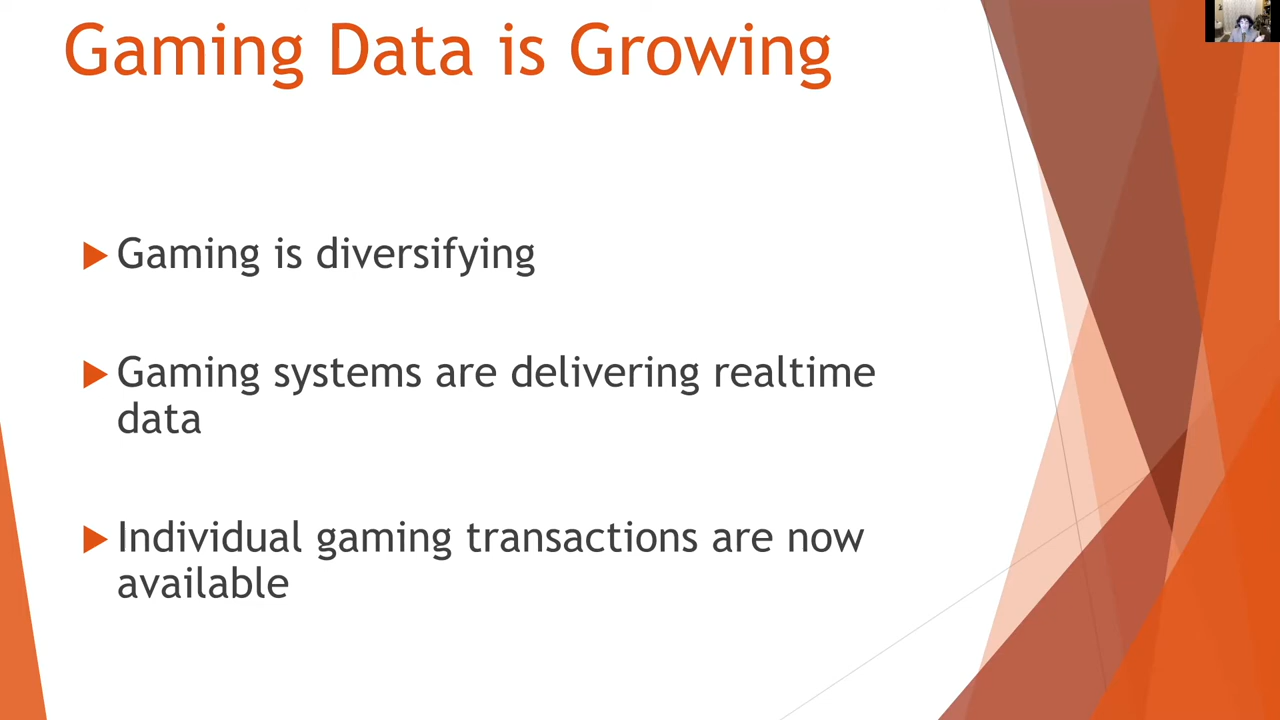 Gaming Data is Growing
Gaming is diversifying
Gaming systems are delivering realtime
data
Individual gaming transactions are now
available